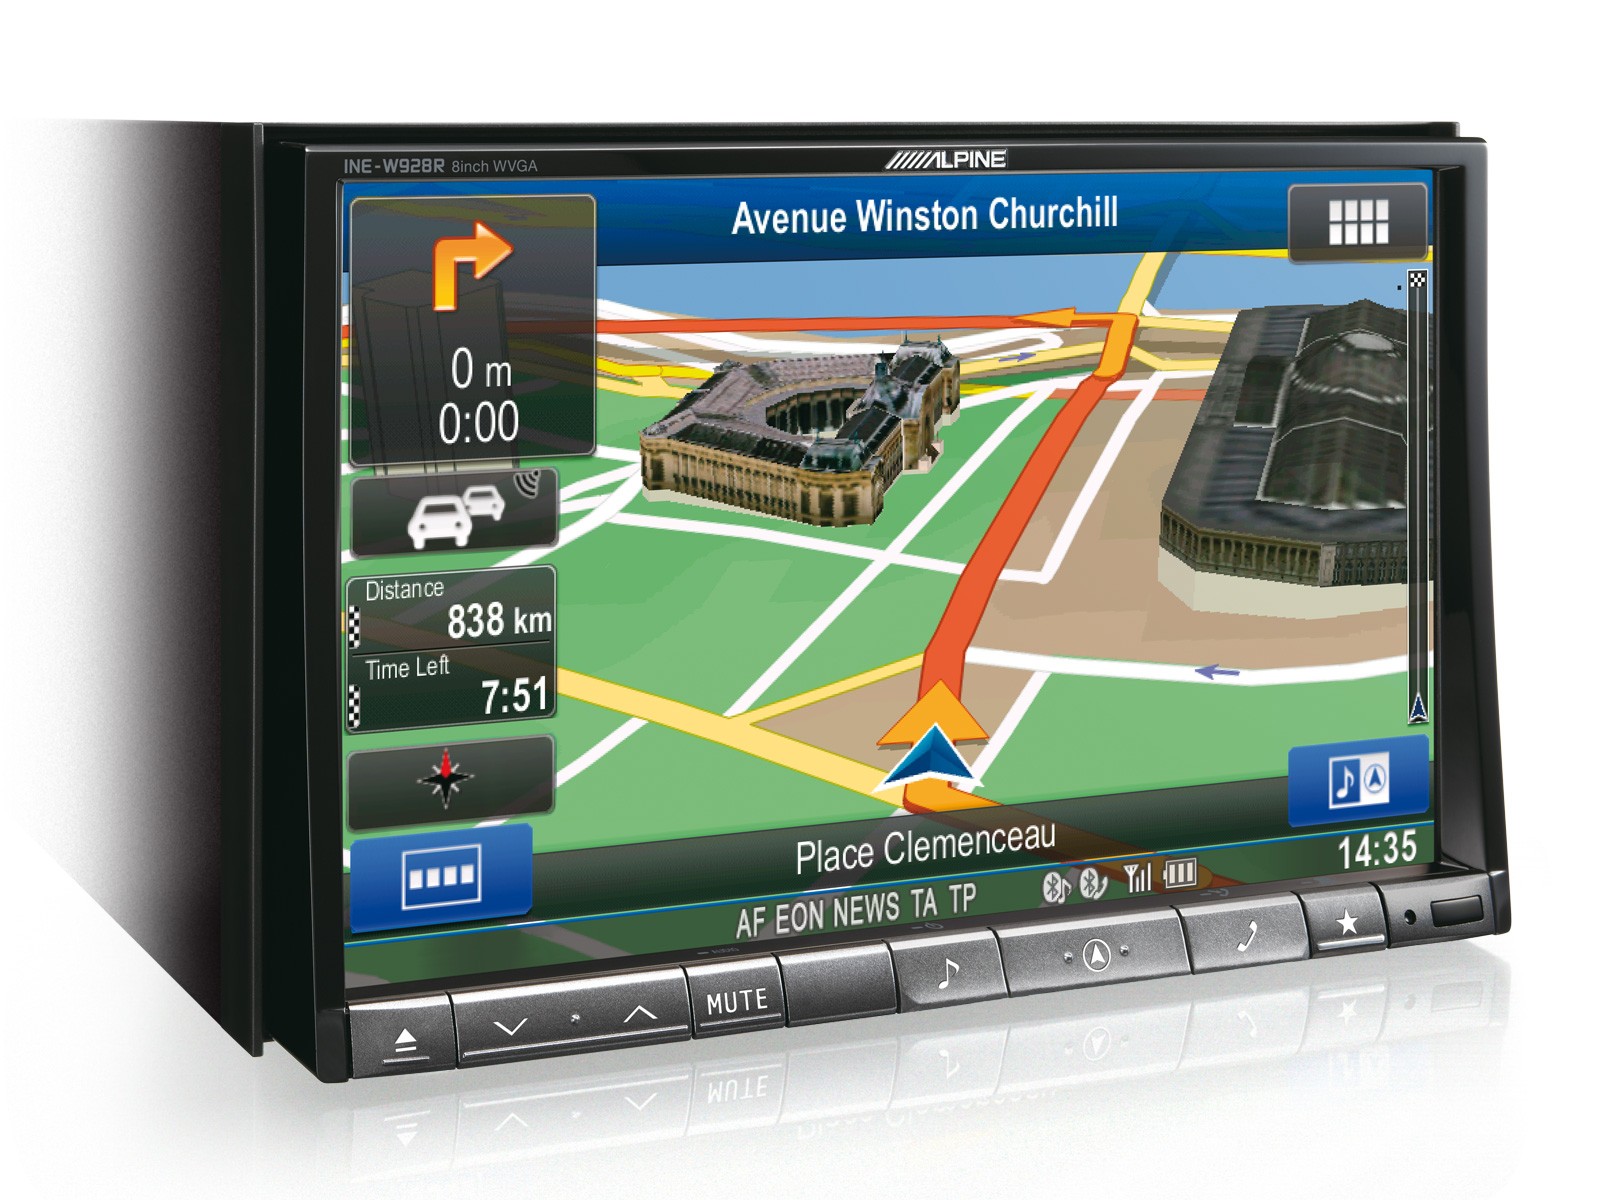 INE-W928R 8inch WVGA
ALPINE
Avenue Winston Churchill
0 m
0:00
Distance
838 km
Time Left
7:51
Place Clemenceau
14:35
AF EON NEWS TA TP
MUTE